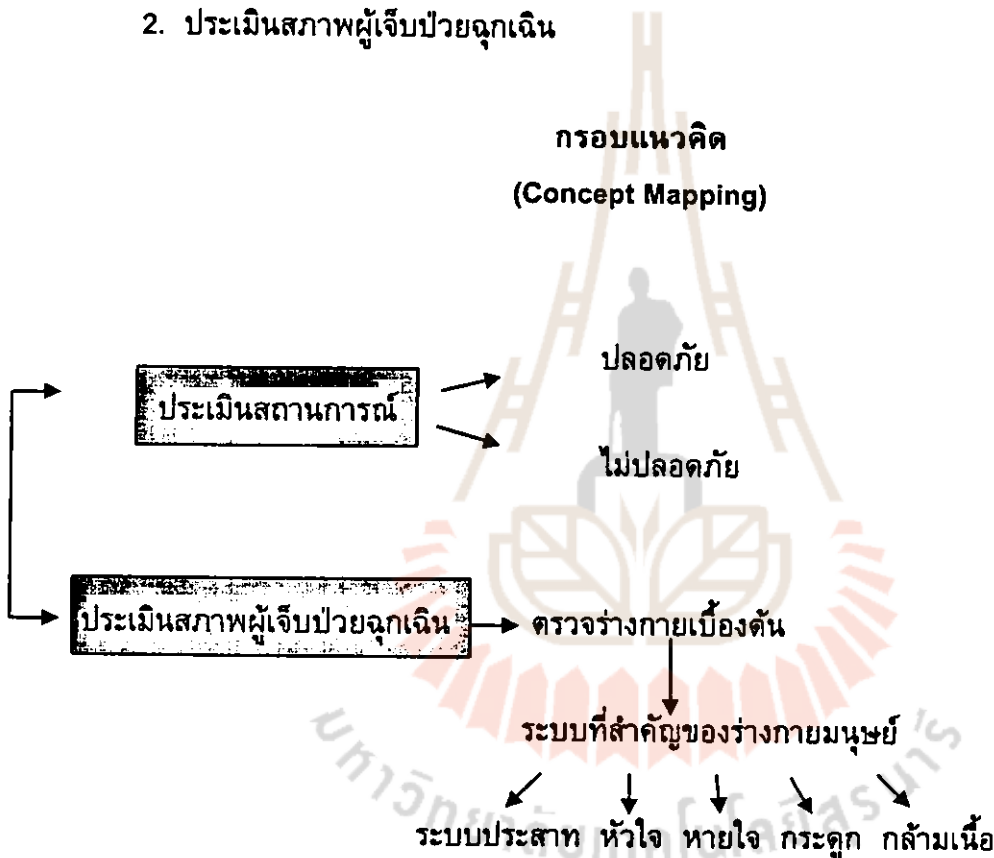 2. ประเมินสภาพผู้เจ็บป่วยฉุกเฉิน
กรอบแนวคิด
(Concept Mapping)
ปลอดภัย
ประเมินสถานการณ์
ไม่ปลอดภัย
ประเมินสภาพผู้เจ็บป่วยฉุกเฉิน ตรวจร่างกายเบื้องต้น
ระบบที่สำคัญของร่างกายมนุษย์
ระบบประสาท หัวใจ หายใจ กระดูก กล้ามเนื้อ